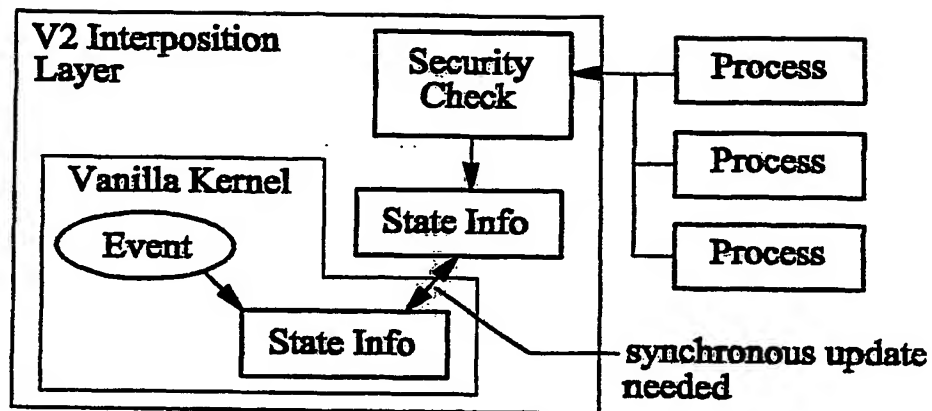 V2 Interposition
Layer
Security
Check
Process
Process
Process
Vanilla Kernel
Event
State Info
State Info
synchronous update
needed